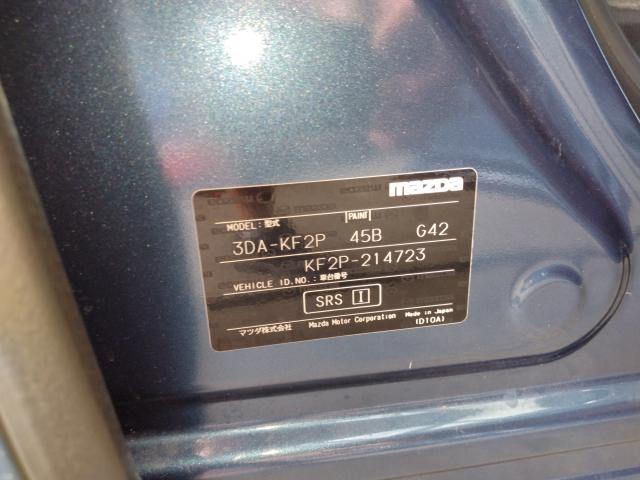 mazda
MODEL: 型式 PAINT
3DA-KF2P 45B G42
KF2P-214723
VEHICLE ID.NO.: 車台番号
SRS I
マツダ株式会社 Mazda Motor Corporation Made in Japan
(D10A)